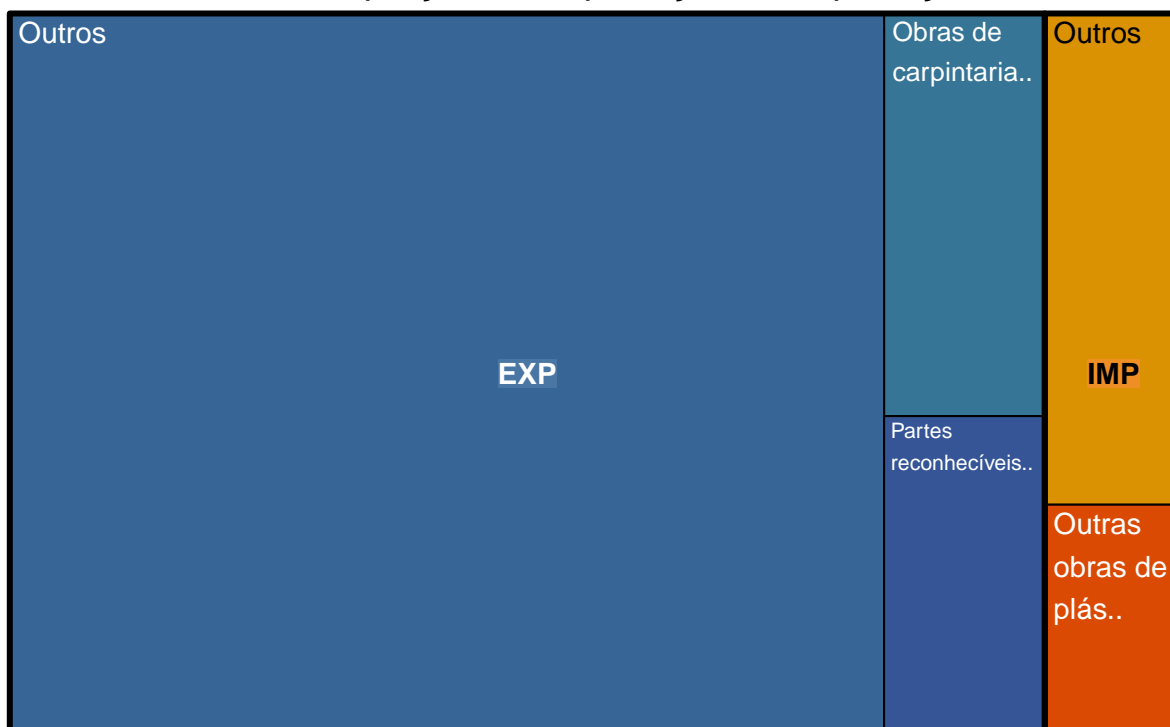 Outros
EXP
Obras de
carpintaria..
Partes
reconhecíveis..
Outros
IMP
Outras
obras de
plás..